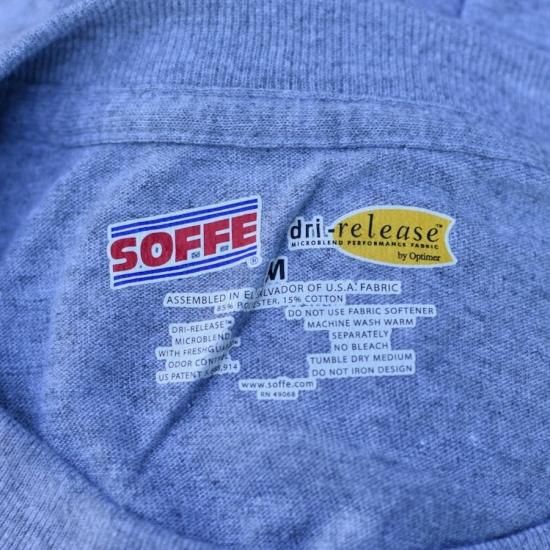 SOFFE ®
dri-release™
MICROBLEND PERFORMANCE FABRIC
by Optimer
M
ASSEMBLED IN EL SALVADOR OF U.S.A. FABRIC
85% POLYESTER, 15% COTTON
DRI-RELEASE™
MICROBLEND
WITH FRESHGUARD
ODOR CONTROL
US PATENT
DO NOT USE FABRIC SOFTENER
MACHINE WASH WARM
SEPARATELY
NO BLEACH
TUMBLE DRY MEDIUM
DO NOT IRON DESIGN
www.soffe.com
RN 49068